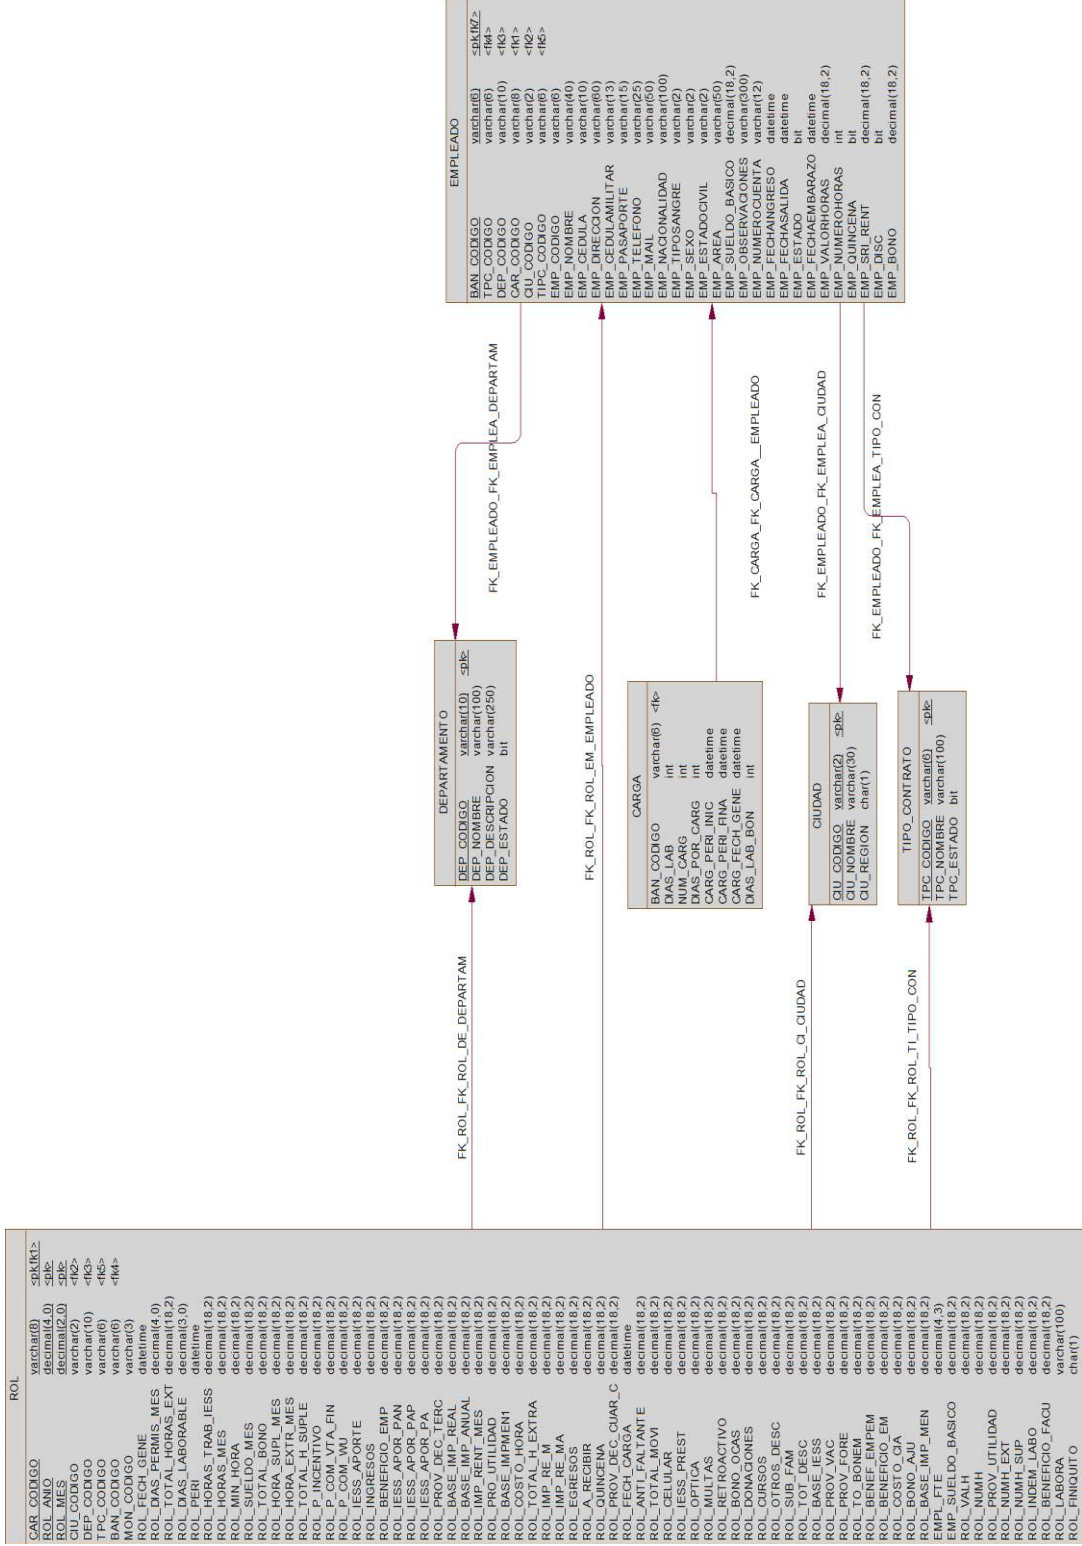 ROL
CAR_CODIGO varchar(8) <pk,fk1>
ROL_ANIO decimal(4,0) <pk>
ROL_MES decimal(2,0) <pk>
CIU_CODIGO varchar(2) <fk2>
DEP_CODIGO varchar(10) <fk3>
TPC_CODIGO varchar(6) <fk5>
BAN_CODIGO varchar(6) <fk4>
MON_CODIGO varchar(3)
ROL_FECH_GENE datetime
ROL_DIAS_PERMIS_MES decimal(4,0)
ROL_TOTAL_HORAS_EXT decimal(18,2)
ROL_DIAS_LABORABLE decimal(3,0)
ROL_PERI datetime
ROL_HORAS_TRAB_IESS decimal(18,2)
ROL_HORAS_MES decimal(18,2)
ROL_MIN_HORA decimal(18,2)
ROL_SUELDO_MES decimal(18,2)
ROL_TOTAL_BONO decimal(18,2)
ROL_HORA_SUPL_MES decimal(18,2)
ROL_HORA_EXTR_MES decimal(18,2)
ROL_TOTAL_H_SUPLE decimal(18,2)
ROL_P_INCENTIVO decimal(18,2)
ROL_P_COM_VTA_FIN decimal(18,2)
ROL_P_COM_WU decimal(18,2)
ROL_IESS_APORTE decimal(18,2)
ROL_INGRESOS decimal(18,2)
ROL_BENEFICIO_EMP decimal(18,2)
ROL_IESS_APOR_PAN decimal(18,2)
ROL_IESS_APOR_PAP decimal(18,2)
ROL_IESS_APOR_PA decimal(18,2)
ROL_PROV_DEC_TERC decimal(18,2)
ROL_BASE_IMP_REAL decimal(18,2)
ROL_BASE_IMP_ANUAL decimal(18,2)
ROL_IMP_RENT_MES decimal(18,2)
ROL_PRO_UTILIDAD decimal(18,2)
ROL_BASE_IMPMEN1 decimal(18,2)
ROL_COSTO_HORA decimal(18,2)
ROL_TOTAL_H_EXTRA decimal(18,2)
ROL_IMP_RE_M decimal(18,2)
ROL_IMP_RE_MA decimal(18,2)
ROL_EGRESOS decimal(18,2)
ROL_A_RECIBIR decimal(18,2)
ROL_QUINCENA decimal(18,2)
ROL_PROV_DEC_CUAR_C decimal(18,2)
ROL_FECH_CARGA datetime
ROL_ANTI_FALTANTE decimal(18,2)
ROL_TOTAL_MOVI decimal(18,2)
ROL_CELULAR decimal(18,2)
ROL_IESS_PREST decimal(18,2)
ROL_OPTICA decimal(18,2)
ROL_MULTAS decimal(18,2)
ROL_RETROACTIVO decimal(18,2)
ROL_BONO_OCAS decimal(18,2)
ROL_DONACIONES decimal(18,2)
ROL_CURSOS decimal(18,2)
ROL_OTROS_DESC decimal(18,2)
ROL_SUB_FAM decimal(18,2)
ROL_TOT_DESC decimal(18,2)
ROL_BASE_IESS decimal(18,2)
ROL_PROV_VAC decimal(18,2)
ROL_PROV_FORE decimal(18,2)
ROL_TO_BONEM decimal(18,2)
ROL_BENEF_EMPEM decimal(18,2)
ROL_BENEFICIO_EM decimal(18,2)
ROL_COSTO_CIA decimal(18,2)
ROL_BONO_AJU decimal(18,2)
ROL_BASE_IMP_MEN decimal(18,2)
EMPL_FTE decimal(4,3)
EMP_SUELDO_BASICO decimal(18,2)
ROL_VALH decimal(18,2)
ROL_NUMH decimal(18,2)
ROL_PROV_UTILIDAD decimal(18,2)
ROL_NUMH_EXT decimal(18,2)
ROL_NUMH_SUP decimal(18,2)
ROL_INDEM_LABO decimal(18,2)
ROL_BENEFICIO_FACU decimal(18,2)
ROL_LABORA varchar(100)
ROL_FINIQUITO char(1)
FK_ROL_FK_ROL_DE_DEPARTAM
FK_ROL_FK_ROL_EM_EMPLEADO
FK_ROL_FK_ROL_CI_CIUDAD
FK_ROL_FK_ROL_TI_TIPO_CON
DEPARTAMENTO
DEP_CODIGO varchar(10) <pk>
DEP_NOMBRE varchar(100)
DEP_DESCRIPCION varchar(250)
DEP_ESTADO bit
CARGA
BAN_CODIGO varchar(6) <fk>
DIAS_LAB int
NUM_CARG int
DIAS_POR_CARG int
CARG_PERI_INIC datetime
CARG_PERI_FINA datetime
CARG_FECH_GENE datetime
DIAS_LAB_BON int
CIUDAD
CIU_CODIGO varchar(2) <pk>
CIU_NOMBRE varchar(30)
CIU_REGION char(1)
TIPO_CONTRATO
TPC_CODIGO varchar(6) <pk>
TPC_NOMBRE varchar(100)
TPC_ESTADO bit
FK_EMPLEADO_FK_EMPLEA_DEPARTAM
FK_CARGA_FK_CARGA__EMPLEADO
FK_EMPLEADO_FK_EMPLEA_CIUDAD
FK_EMPLEADO_FK_EMPLEA_TIPO_CON
EMPLEADO
BAN_CODIGO varchar(6) <pk,fk7>
TPC_CODIGO varchar(6) <fk4>
DEP_CODIGO varchar(10) <fk3>
CAR_CODIGO varchar(8) <fk1>
CIU_CODIGO varchar(2) <fk2>
TIPC_CODIGO varchar(6) <fk5>
EMP_CODIGO varchar(6)
EMP_NOMBRE varchar(40)
EMP_CEDULA varchar(10)
EMP_DIRECCION varchar(60)
EMP_CEDULAMILITAR varchar(13)
EMP_PASAPORTE varchar(15)
EMP_TELEFONO varchar(25)
EMP_MAIL varchar(50)
EMP_NACIONALIDAD varchar(100)
EMP_TIPOSANGRE varchar(2)
EMP_SEXO varchar(2)
EMP_ESTADOCIVIL varchar(2)
EMP_AREA varchar(50)
EMP_SUELDO_BASICO decimal(18,2)
EMP_OBSERVACIONES varchar(300)
EMP_NUMEROCUENTA varchar(12)
EMP_FECHAINGRESO datetime
EMP_FECHASALIDA datetime
EMP_ESTADO bit
EMP_FECHAEMBARAZO datetime
EMP_VALORHORAS decimal(18,2)
EMP_NUMEROHORAS int
EMP_QUINCENA bit
EMP_SRI_RENT decimal(18,2)
EMP_DISC bit
EMP_BONO decimal(18,2)